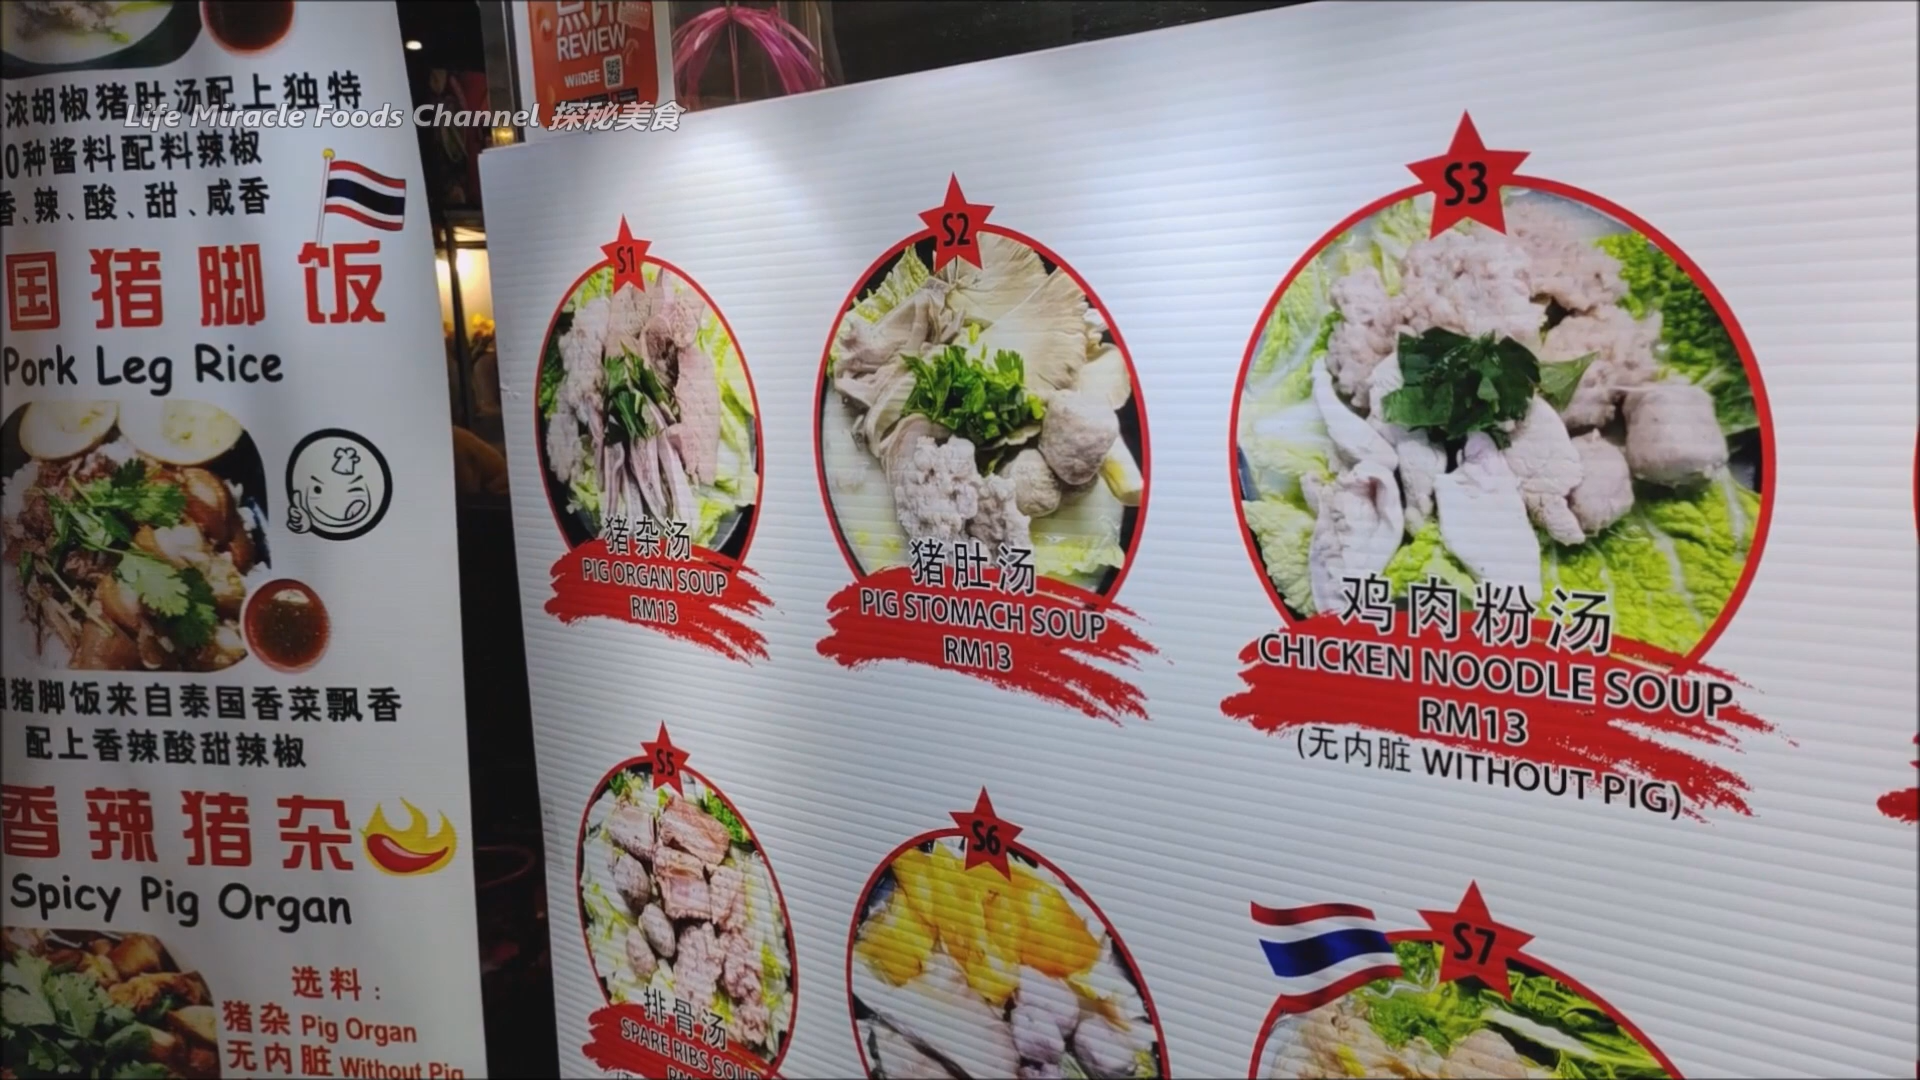 点评
REVIEW
WiiDEE
浓胡椒猪肚汤配上独特
Life Miracle Foods Channel 探秘美食
10种酱料配料辣椒
香、辣、酸、甜、咸香
国猪脚饭
Pork Leg Rice
猪脚饭来自泰国香菜飘香
配上香辣酸甜辣椒
香辣猪杂
Spicy Pig Organ
选料:
猪杂 Pig Organ
无内脏 Without Pig
S1
猪杂汤
PIG ORGAN SOUP
RM13
S2
猪肚汤
PIG STOMACH SOUP
RM13
S3
鸡肉粉汤
CHICKEN NOODLE SOUP
RM13
(无内脏 WITHOUT PIG)
S5
排骨汤
SPARE RIBS SOUP
S6
S7